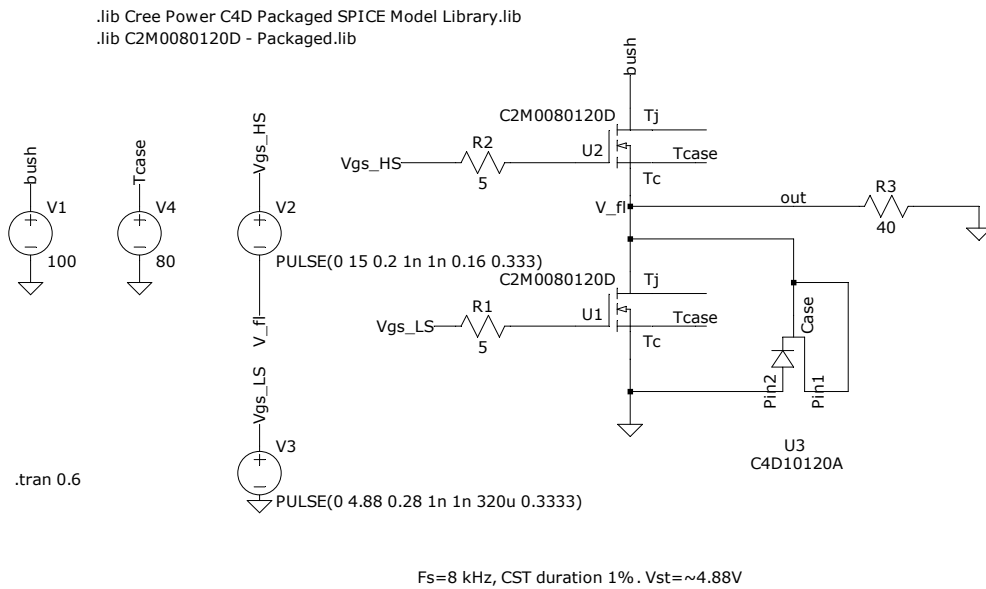 .lib Cree Power C4D Packaged SPICE Model Library.lib
.lib C2M0080120D - Packaged.lib
bush
C2M0080120D
Tj
Vgs_HS
R2
5
U2
Tcase
Tc
bush
V1
100
Tcase
V4
80
Vgs_HS
V2
PULSE(0 15 0.2 1n 1n 0.16 0.333)
V_fl
V_fl
out
R3
40
C2M0080120D
Tj
Vgs_LS
R1
5
U1
Tcase
Tc
Case
Pin2
Pin1
U3
C4D10120A
Vgs_LS
V3
PULSE(0 4.88 0.28 1n 1n 320u 0.3333)
.tran 0.6
Fs=8 kHz, CST duration 1%. Vst=~4.88V